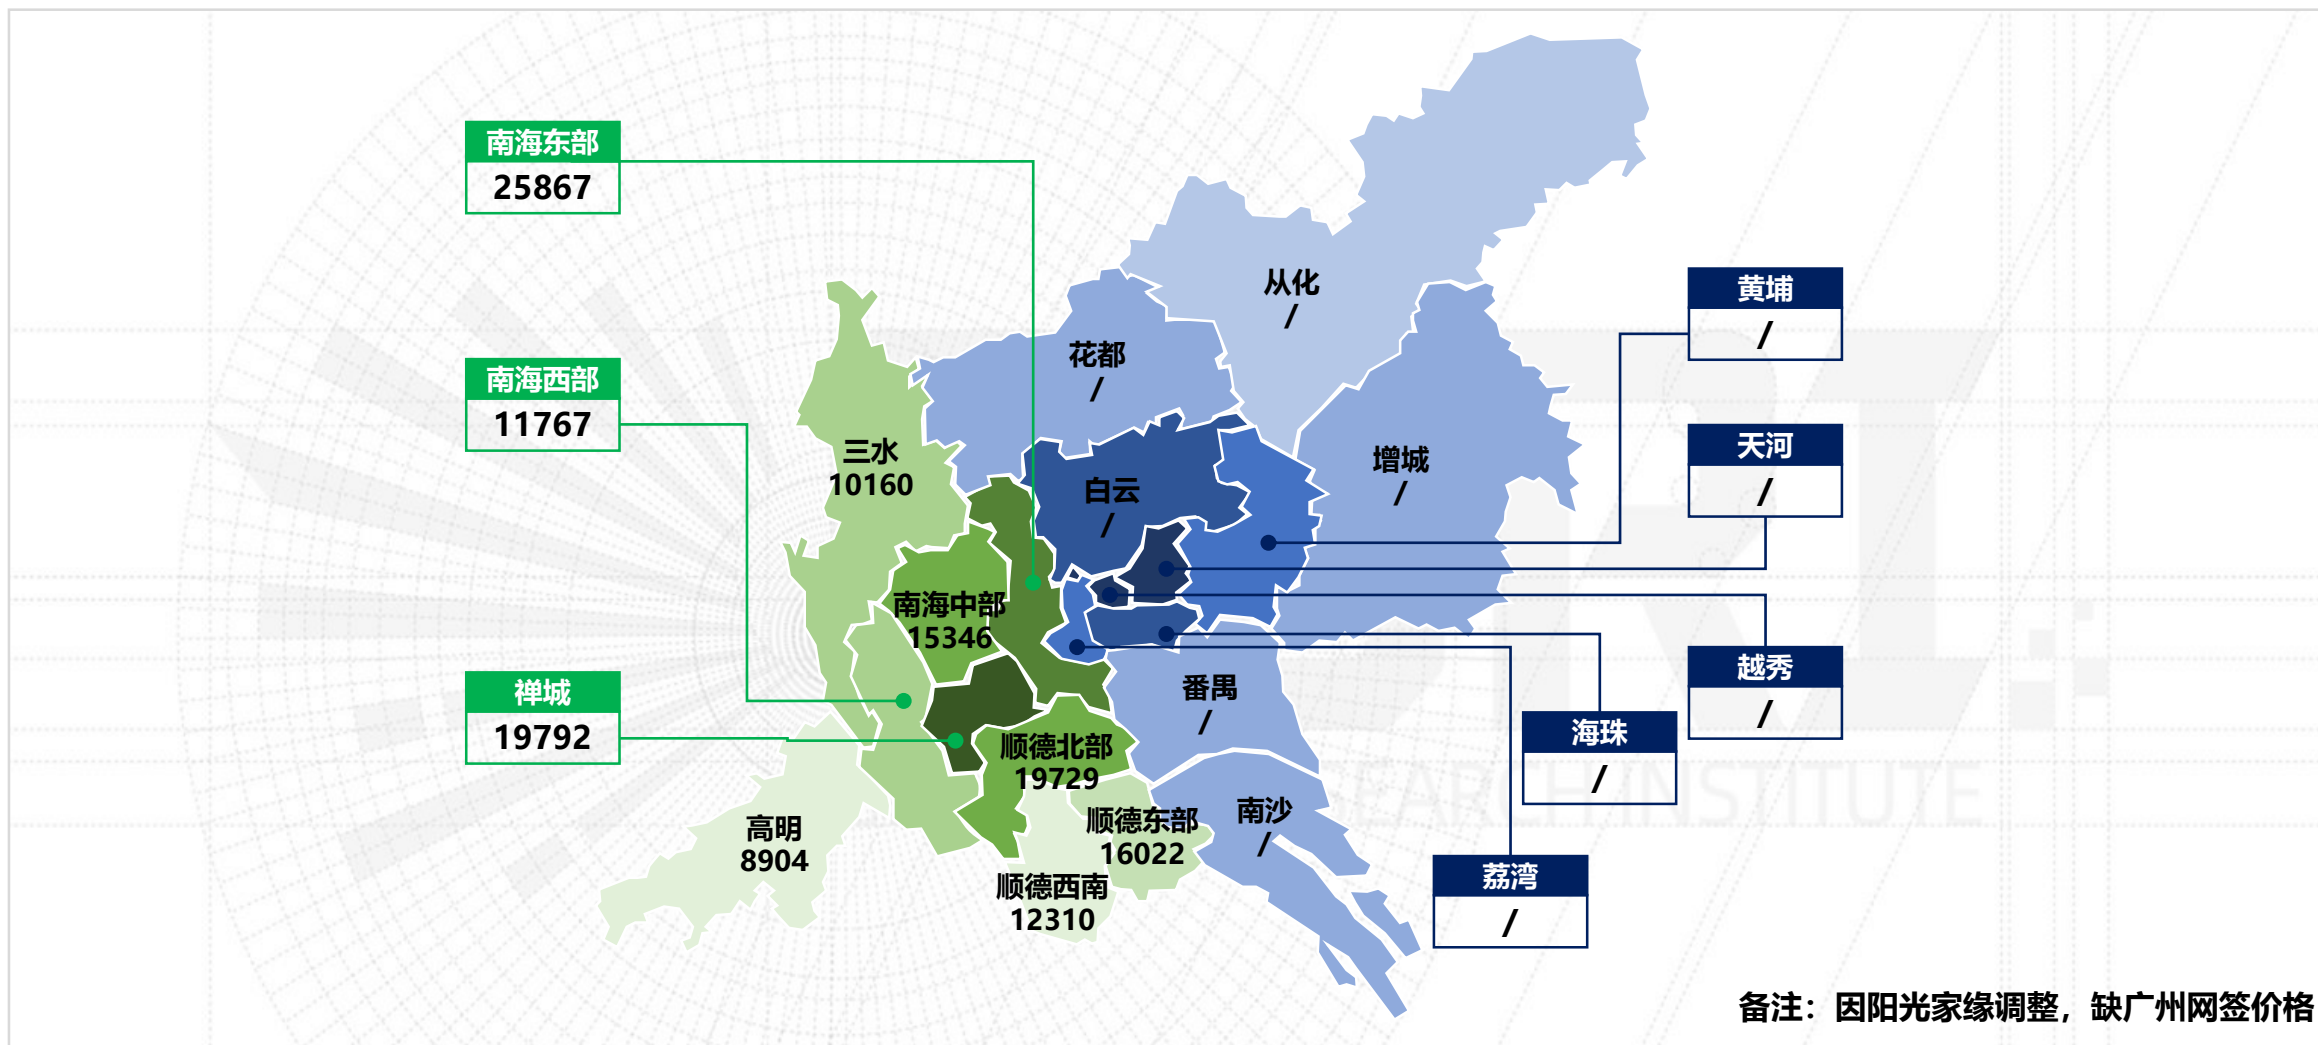 南海东部
25867
南海西部
11767
禅城
19792
三水
10160
南海中部
15346
高明
8904
顺德北部
19729
顺德东部
16022
顺德西南
12310
从化
/
花都
/
白云
/
增城
/
番禺
/
南沙
/
黄埔
/
天河
/
越秀
/
海珠
/
荔湾
/
备注：因阳光家缘调整，缺广州网签价格